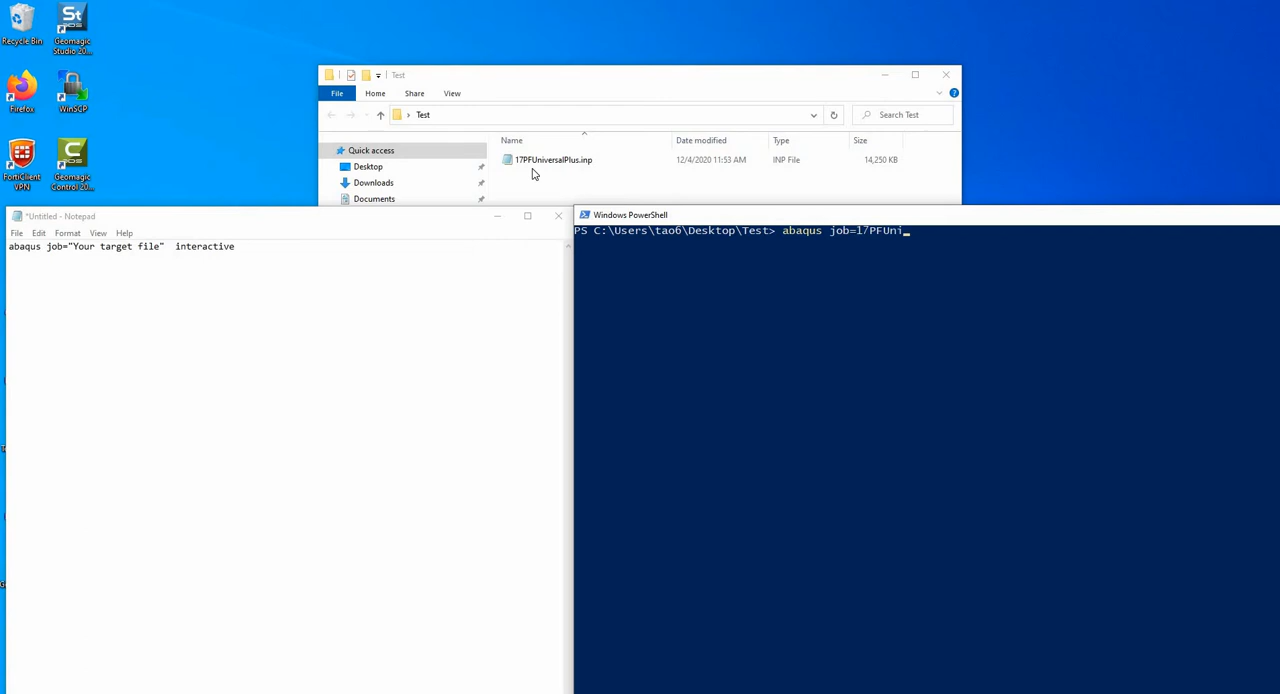 Recycle Bin
Geomagic
Studio 20...
Firefox
WinSCP
FortiClient
VPN
Geomagic
Control 20...
Test
File
Home
Share
View
Test
Search Test
Quick access
Desktop
Downloads
Documents
Name
Date modified
Type
Size
17PFUniversalPlus.inp
12/4/2020 11:53 AM
INP File
14,250 KB
*Untitled - Notepad
File
Edit
Format
View
Help
abaqus job="Your target file"  interactive
Windows PowerShell
PS C:\Users\tao6\Desktop\Test> abaqus job=17PFUni_